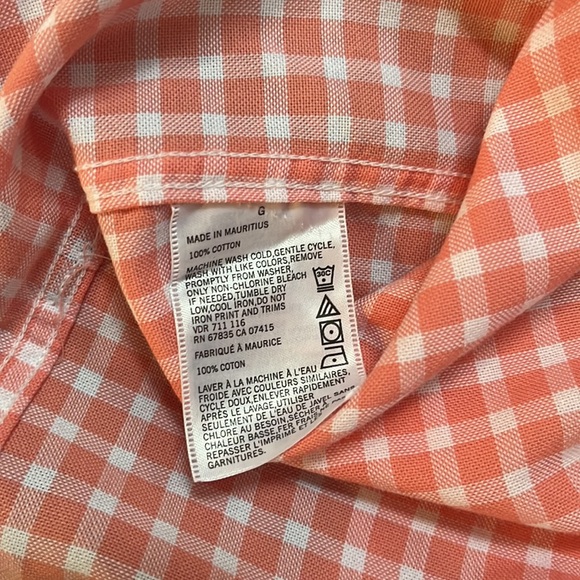 G
MADE IN MAURITIUS
100% COTTON
MACHINE WASH COLD,GENTLE CYCLE,
WASH WITH LIKE COLORS,REMOVE
PROMPTLY FROM WASHER,
ONLY NON-CHLORINE BLEACH
IF NEEDED,TUMBLE DRY
LOW,COOL IRON,DO NOT
IRON PRINT AND TRIMS
VDR 711 116
RN 67835 CA 07415
FABRIQUÉ À MAURICE
100% COTON
LAVER À LA MACHINE À L'EAU
FROIDE AVEC COULEURS SIMILAIRES,
CYCLE DOUX,ENLEVER RAPIDEMENT
APRÈS LE LAVAGE,UTILISER
SEULEMENT DE L'EAU DE JAVEL SANS
CHLORE AU BESOIN,SÉCHER À
CHALEUR BASSE,FER FRAIS
REPASSER L'IMPRIMÉ ET
GARNITURES.